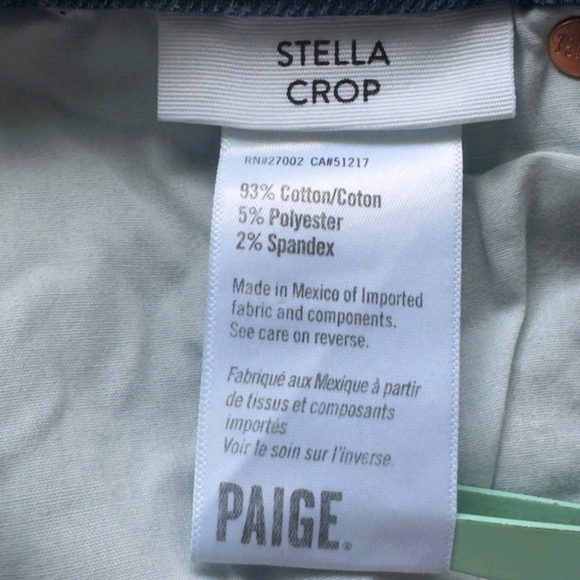 STELLA
CROP
RN#27002 CA#51217
93% Cotton/Coton
5% Polyester
2% Spandex
Made in Mexico of Imported
fabric and components.
See care on reverse.
Fabriqué aux Mexique à partir
de tissus et composants
importés
Voir le soin sur l'inverse.
PAIGE